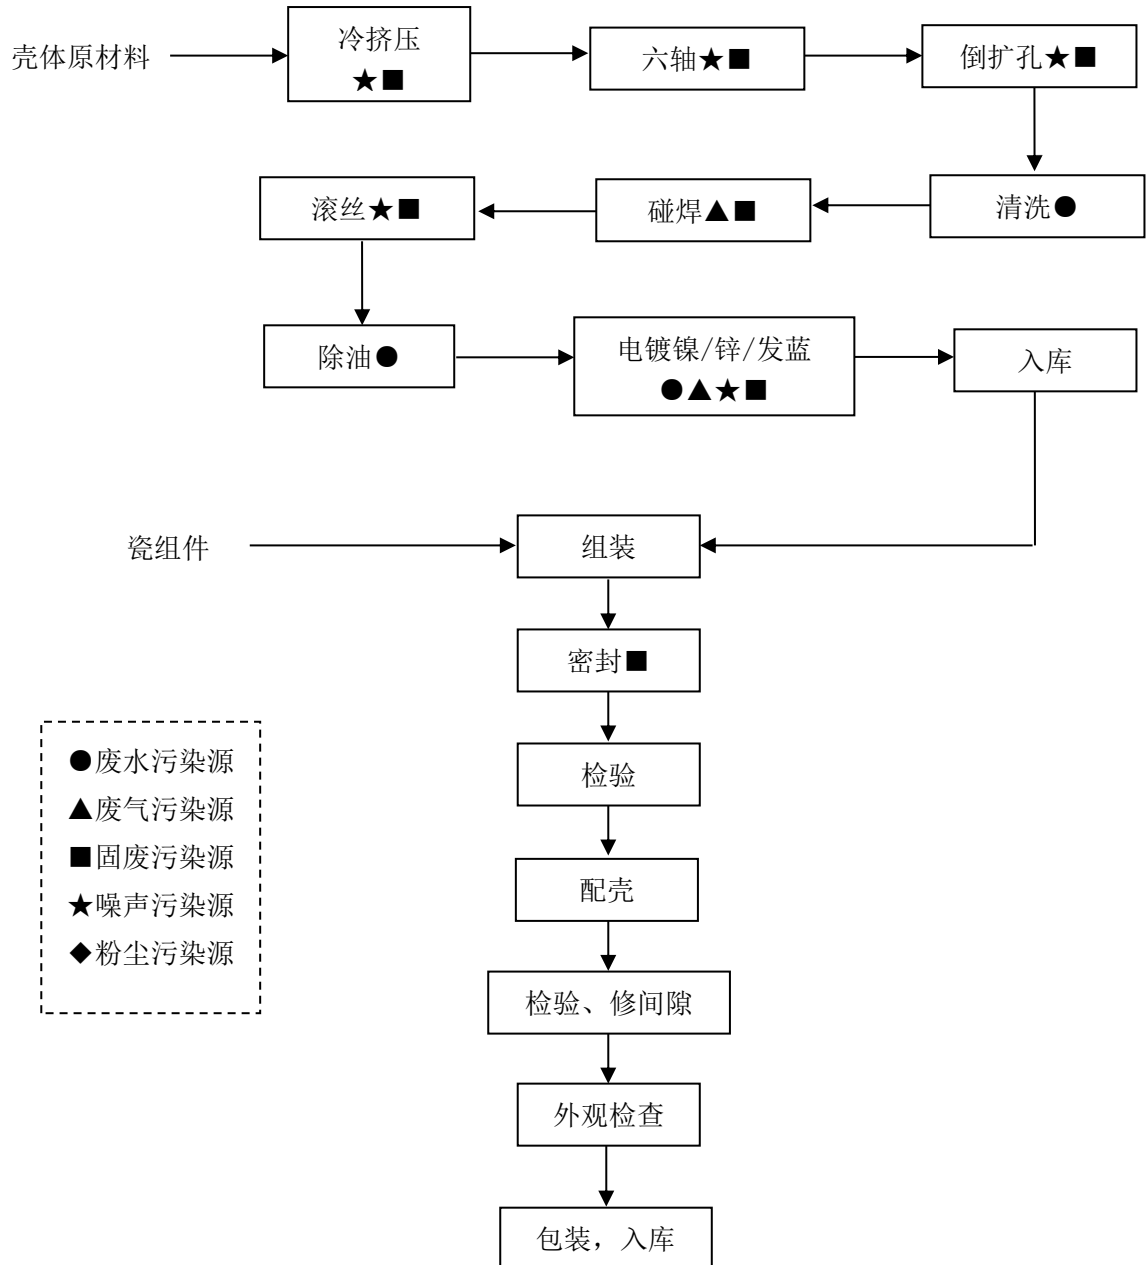 壳体原材料
冷挤压
★■
六轴★■
倒扩孔★■
滚丝★■
碰焊▲■
清洗●
除油●
电镀镍/锌/发蓝
●▲★■
入库
瓷组件
组装
密封■
●废水污染源
▲废气污染源
■固废污染源
★噪声污染源
◆粉尘污染源
检验
配壳
检验、修间隙
外观检查
包装，入库